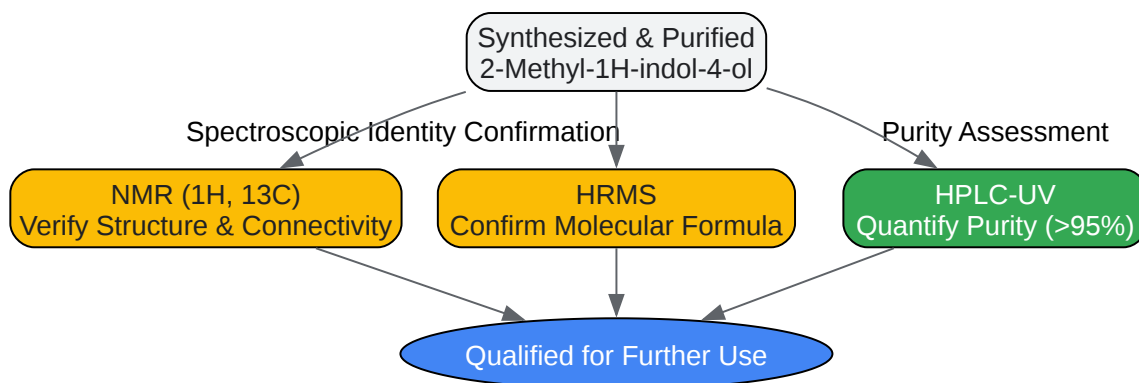 Synthesized & Purified
2-Methyl-1H-indol-4-ol
Spectroscopic Identity Confirmation
Purity Assessment
NMR (1H, 13C)
Verify Structure & Connectivity
HRMS
Confirm Molecular Formula
HPLC-UV
Quantify Purity (>95%)
Qualified for Further Use